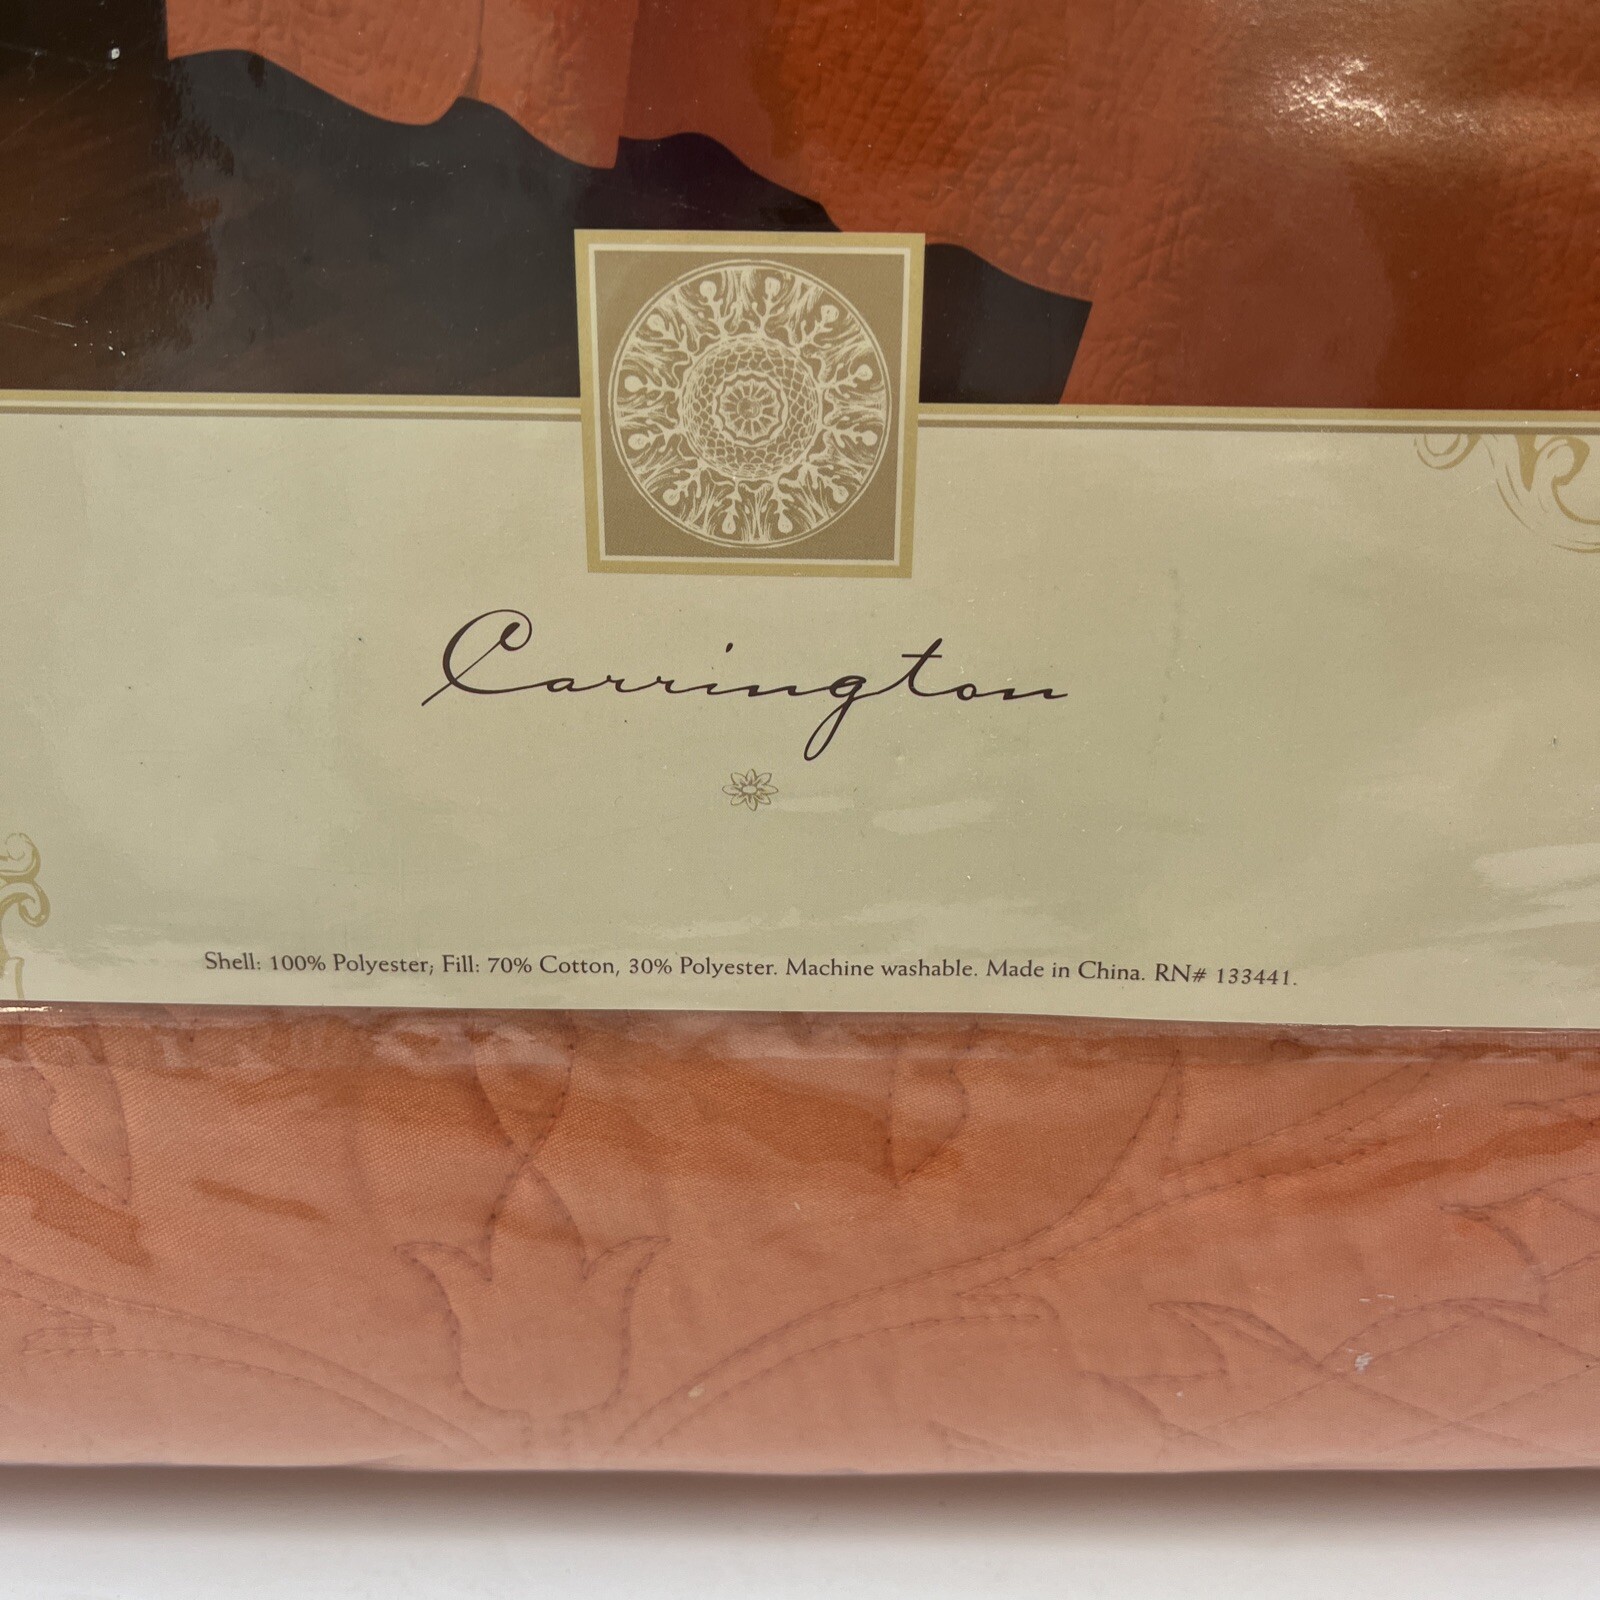 Carrington
Shell: 100% Polyester; Fill: 70% Cotton, 30% Polyester. Machine washable. Made in China. RN# 133441.